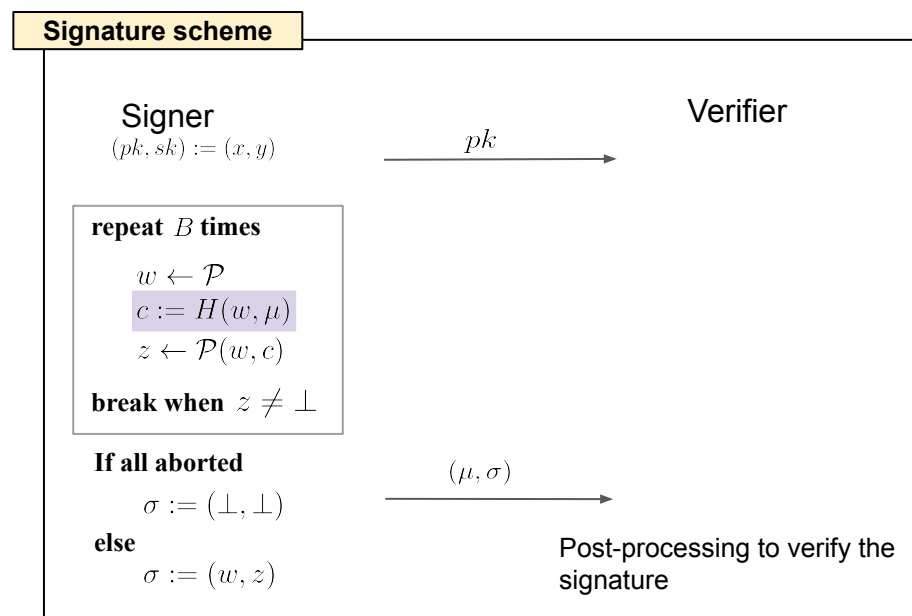 Signature scheme
Signer
Verifier
(pk, sk) := (x, y)
pk
repeat B times
w ← 𝒫
c := H(w, μ)
z ← 𝒫(w, c)
break when z ≠ ⊥
If all aborted
(μ, σ)
σ := (⊥, ⊥)
else
σ := (w, z)
Post-processing to verify the
signature